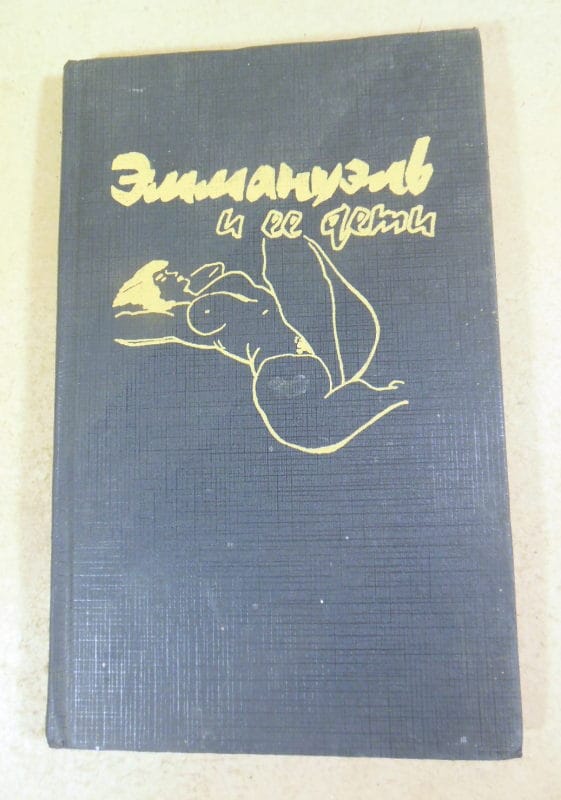 Эммануэль
и ее дети